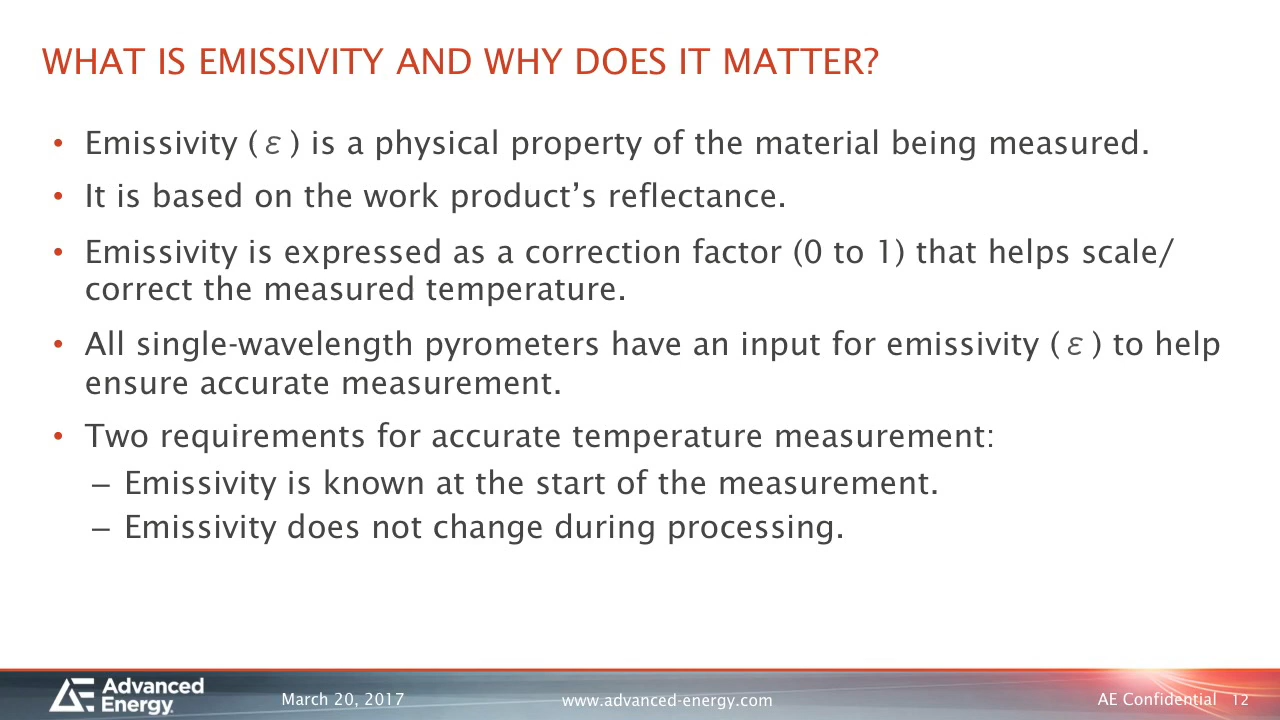 WHAT IS EMISSIVITY AND WHY DOES IT MATTER?
• Emissivity ( ε ) is a physical property of the material being measured.
• It is based on the work product’s reflectance.
• Emissivity is expressed as a correction factor (0 to 1) that helps scale/
correct the measured temperature.
• All single-wavelength pyrometers have an input for emissivity ( ε ) to help
ensure accurate measurement.
• Two requirements for accurate temperature measurement:
– Emissivity is known at the start of the measurement.
– Emissivity does not change during processing.
Advanced
Energy
March 20, 2017
www.advanced-energy.com
AE Confidential 12